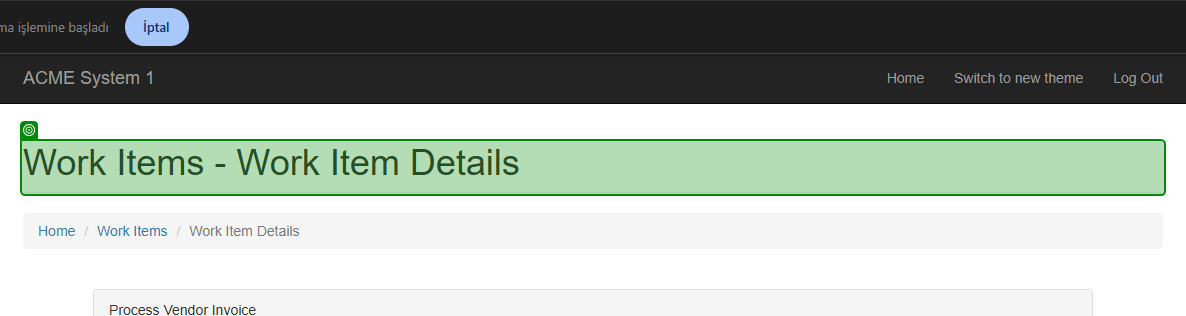 işlemine başladı İptal
ACME System 1 Home Switch to new theme Log Out
Work Items - Work Item Details
Home / Work Items / Work Item Details
Process Vendor Invoice